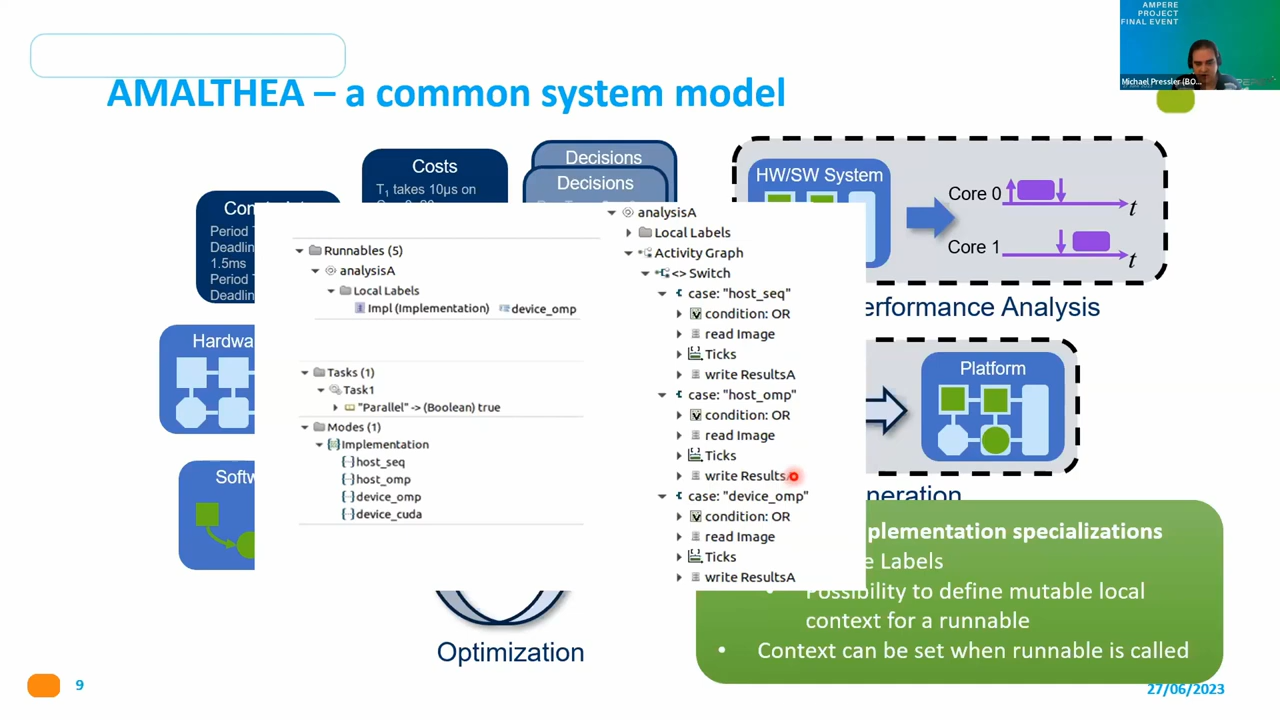 AMPERE
PROJECT
FINAL EVENT
Michael Pressler (BO...
AMALTHEA – a common system model
Costs
T1 takes 10µs on
Decisions
Decisions
HW/SW System
Core 0
t
Core 1
t
Period
Deadlin
1.5ms
Period
Deadlin
Hardwa
Softw
Runnables (5)
analysisA
Local Labels
Impl (Implementation)
device_omp
Tasks (1)
Task1
"Parallel" -> (Boolean) true
Modes (1)
Implementation
host_seq
host_omp
device_omp
device_cuda
analysisA
Local Labels
Activity Graph
<> Switch
case: "host_seq"
condition: OR
read Image
Ticks
write ResultsA
case: "host_omp"
condition: OR
read Image
Ticks
write Results
case: "device_omp"
condition: OR
read Image
Ticks
write ResultsA
erformance Analysis
Platform
neration
Optimization
plementation specializations
e Labels
• Possibility to define mutable local
context for a runnable
• Context can be set when runnable is called
9
27/06/2023